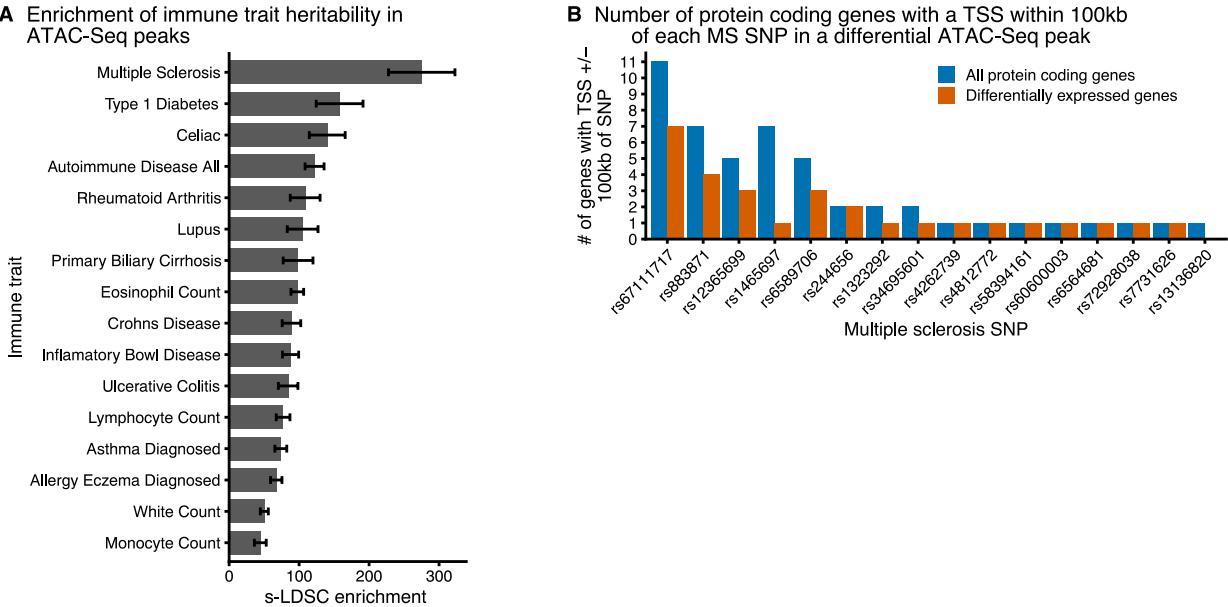 A Enrichment of immune trait heritability in
ATAC-Seq peaks
Immune trait
Multiple Sclerosis
Type 1 Diabetes
Celiac
Autoimmune Disease All
Rheumatoid Arthritis
Lupus
Primary Biliary Cirrhosis
Eosinophil Count
Crohns Disease
Inflamatory Bowl Disease
Ulcerative Colitis
Lymphocyte Count
Asthma Diagnosed
Allergy Eczema Diagnosed
White Count
Monocyte Count
0 100 200 300
s-LDSC enrichment
B Number of protein coding genes with a TSS within 100kb
of each MS SNP in a differential ATAC-Seq peak
# of genes with TSS +/−
100kb of SNP
11
10
9
8
7
6
5
4
3
2
1
0
All protein coding genes
Differentially expressed genes
rs67111717
rs883871
rs12365699
rs1465697
rs6589706
rs244656
rs1323292
rs34695601
rs4262739
rs4812772
rs58394161
rs60600003
rs6564681
rs72928038
rs7731626
rs13136820
Multiple sclerosis SNP